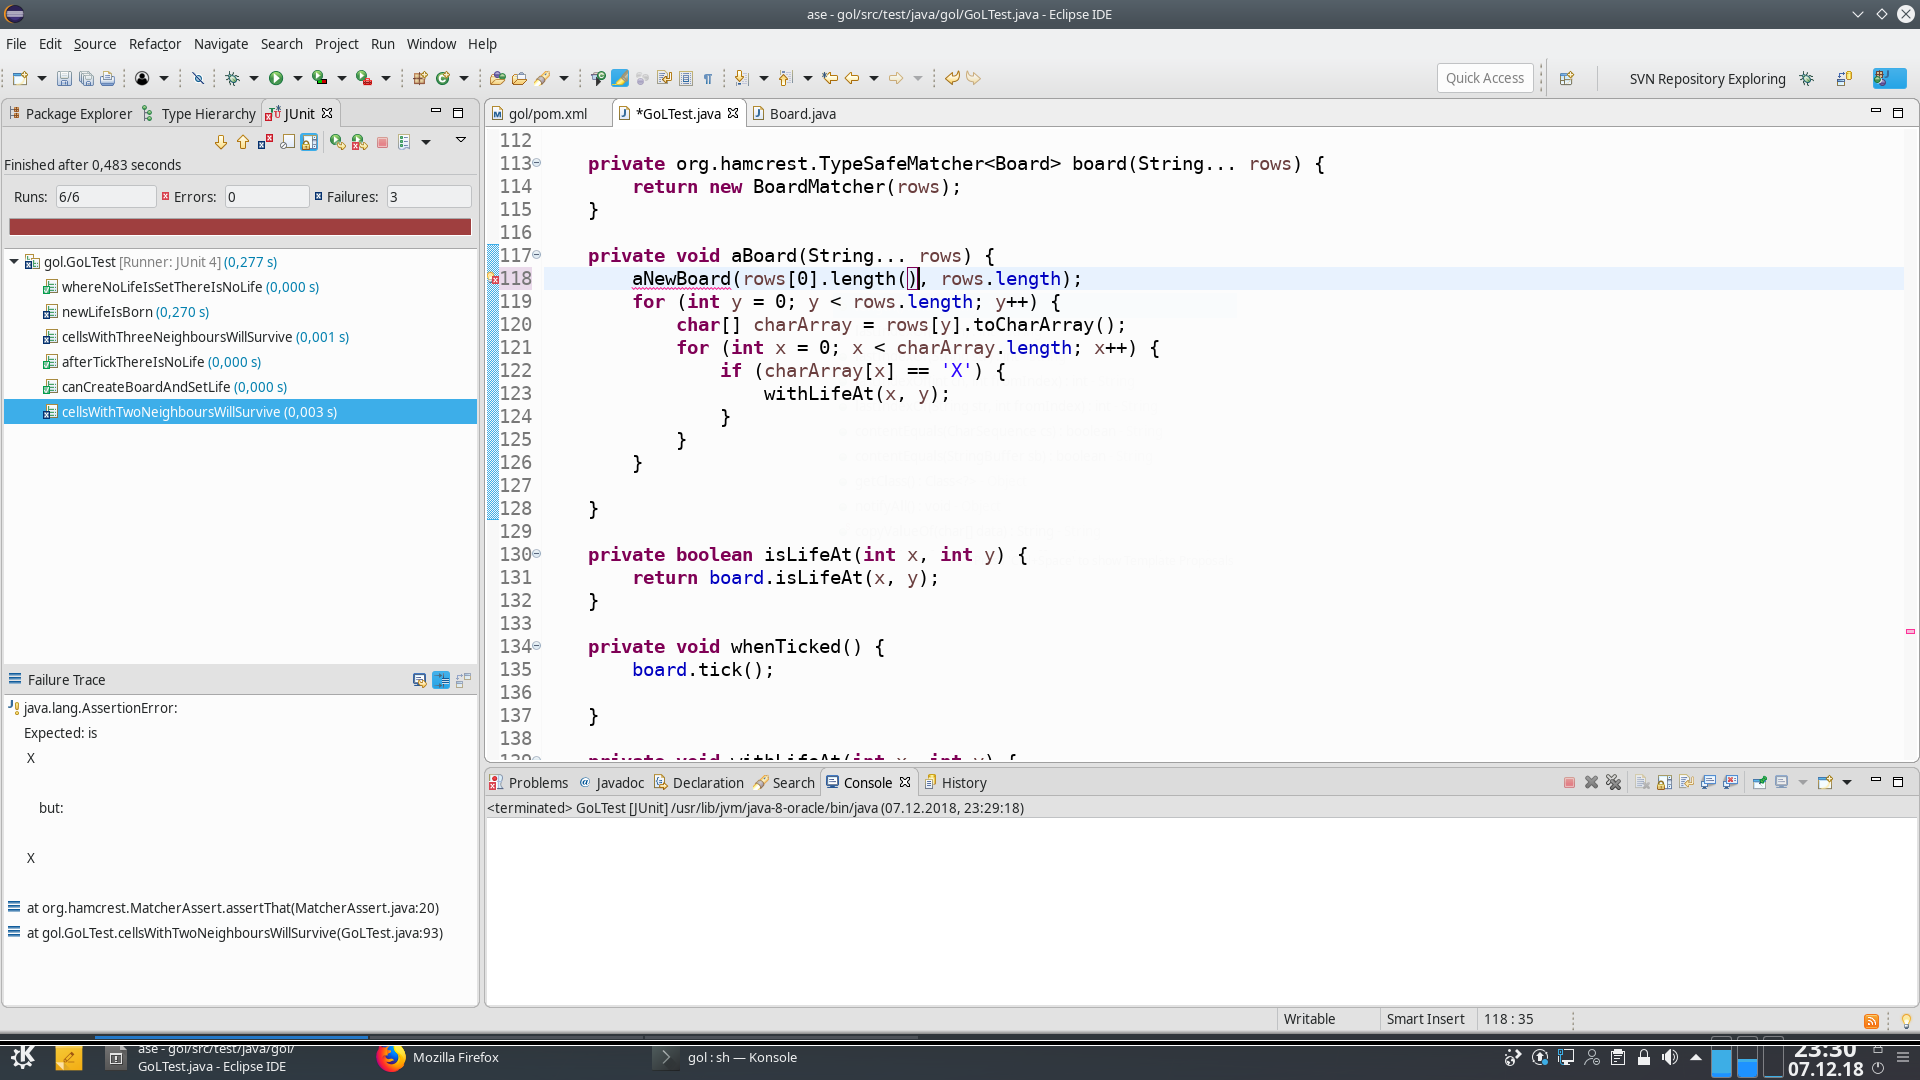 ase - gol/src/test/java/gol/GoLTest.java - Eclipse IDE
File Edit Source Refactor Navigate Search Project Run Window Help
Quick Access
SVN Repository Exploring
Package Explorer Type Hierarchy JUnit
Finished after 0,483 seconds
Runs: 6/6 Errors: 0 Failures: 3
gol.GoLTest [Runner: JUnit 4] (0,277 s)
whereNoLifeIsSetThereIsNoLife (0,000 s)
newLifeIsBorn (0,270 s)
cellsWithThreeNeighboursWillSurvive (0,001 s)
afterTickThereIsNoLife (0,000 s)
canCreateBoardAndSetLife (0,000 s)
cellsWithTwoNeighboursWillSurvive (0,003 s)
Failure Trace
java.lang.AssertionError:
Expected: is
X
but:
X
at org.hamcrest.MatcherAssert.assertThat(MatcherAssert.java:20)
at gol.GoLTest.cellsWithTwoNeighboursWillSurvive(GoLTest.java:93)
gol/pom.xml *GoLTest.java Board.java
112
113 private org.hamcrest.TypeSafeMatcher<Board> board(String... rows) {
114 return new BoardMatcher(rows);
115 }
116
117 private void aBoard(String... rows) {
118 aNewBoard(rows[0].length(), rows.length);
119 for (int y = 0; y < rows.length; y++) {
120 char[] charArray = rows[y].toCharArray();
121 for (int x = 0; x < charArray.length; x++) {
122 if (charArray[x] == 'X') {
123 withLifeAt(x, y);
124 }
125 }
126 }
127
128 }
129
130 private boolean isLifeAt(int x, int y) {
131 return board.isLifeAt(x, y);
132 }
133
134 private void whenTicked() {
135 board.tick();
136
137 }
138
139 private void withLifeAt(int x, int y) {
Problems Javadoc Declaration Search Console History
<terminated> GoLTest [JUnit] /usr/lib/jvm/java-8-oracle/bin/java (07.12.2018, 23:29:18)
Writable Smart Insert 118 : 35
ase - gol/src/test/java/gol/
GoLTest.java - Eclipse IDE
Mozilla Firefox
gol : sh — Konsole
23:30
07.12.18